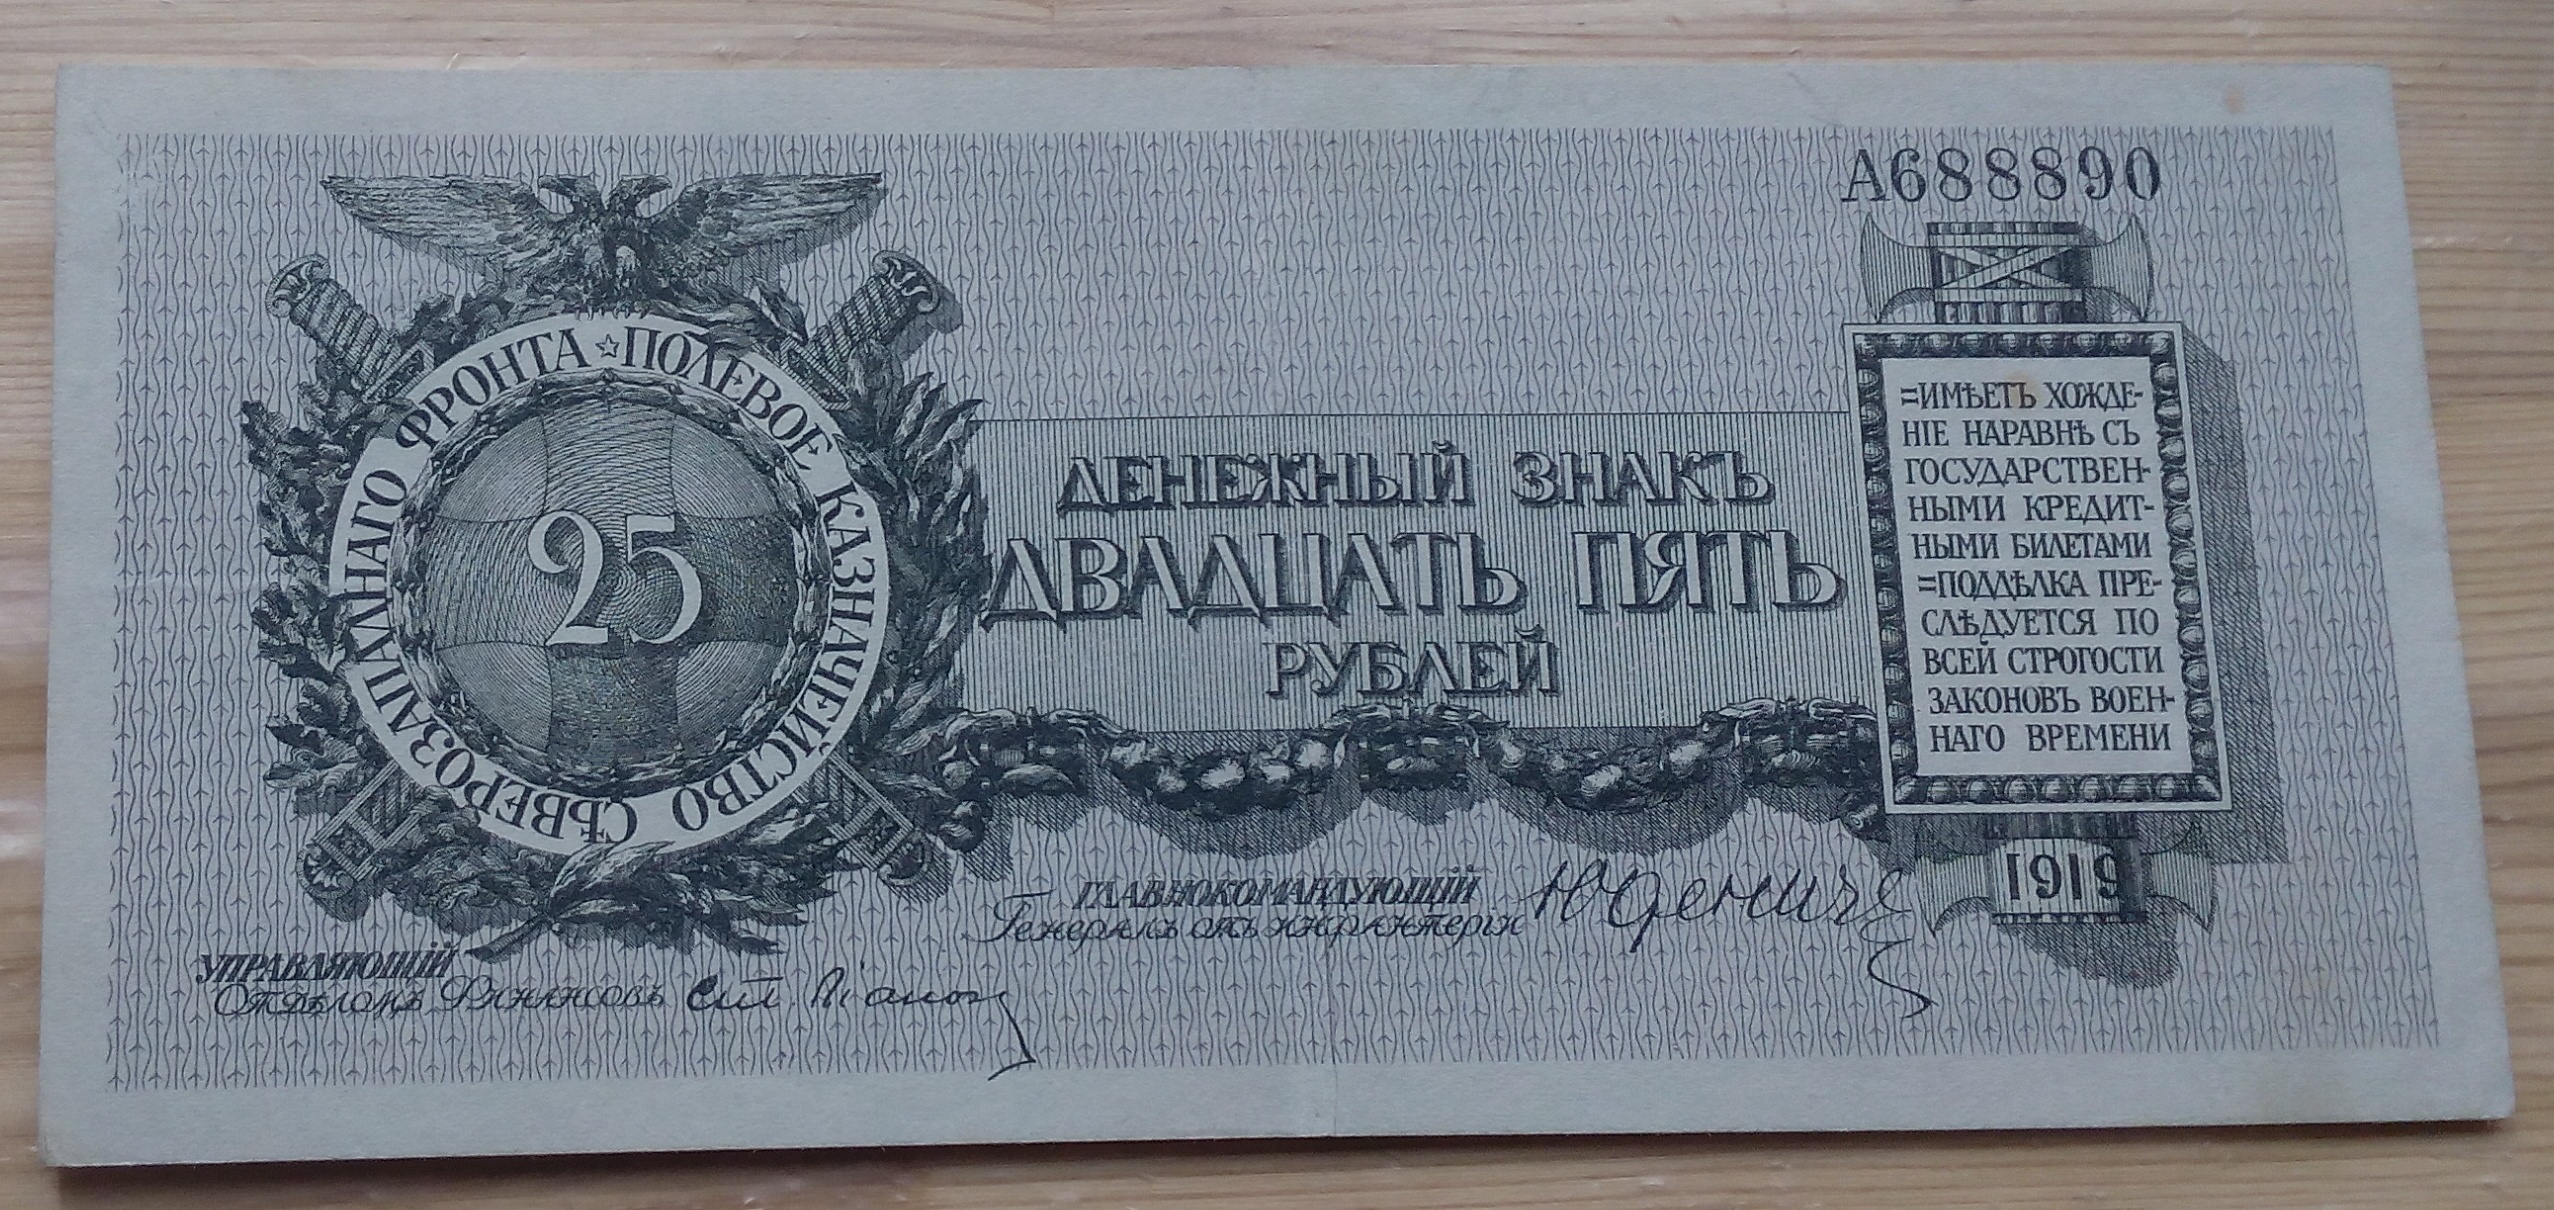 А688890
ПОЛЕВОЕ КАЗНАЧЕЙСТВО СѢВЕРОЗАПАДНАГО ФРОНТА
25
ДЕНЕЖНЫЙ ЗНАКЪ
ДВАДЦАТЬ ПЯТЬ
РУБЛЕЙ
=ИМѢЕТЪ ХОЖДЕ-
НІЕ НАРАВНѢ СЪ
ГОСУДАРСТВЕН-
НЫМИ КРЕДИТ-
НЫМИ БИЛЕТАМИ
=ПОДДѢЛКА ПРЕ-
СЛѢДУЕТСЯ ПО
ВСЕЙ СТРОГОСТИ
ЗАКОНОВЪ ВОЕН-
НАГО ВРЕМЕНИ
1919
ГЛАВНОКОМАНДУЮЩІЙ
Генералъ отъ инфантеріи Юденичъ
УПРАВЛЯЮЩІЙ
Отдѣломъ Финансовъ